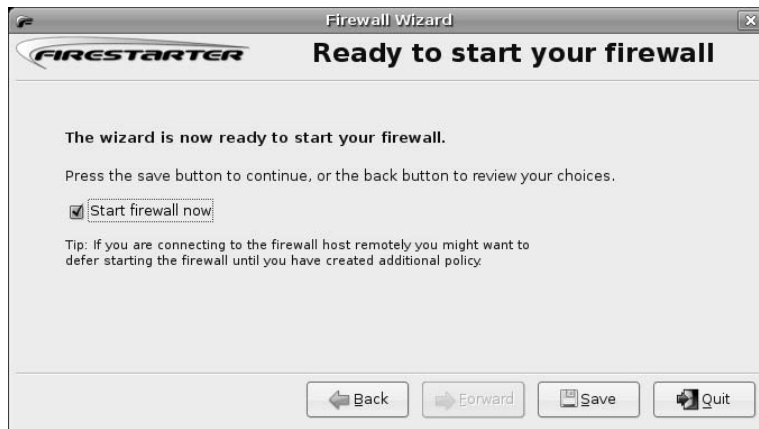 Firewall Wizard
FIRESTARTER
Ready to start your firewall
The wizard is now ready to start your firewall.
Press the save button to continue, or the back button to review your choices.
Start firewall now
Tip: If you are connecting to the firewall host remotely you might want to
defer starting the firewall until you have created additional policy.
Back
Forward
Save
Quit